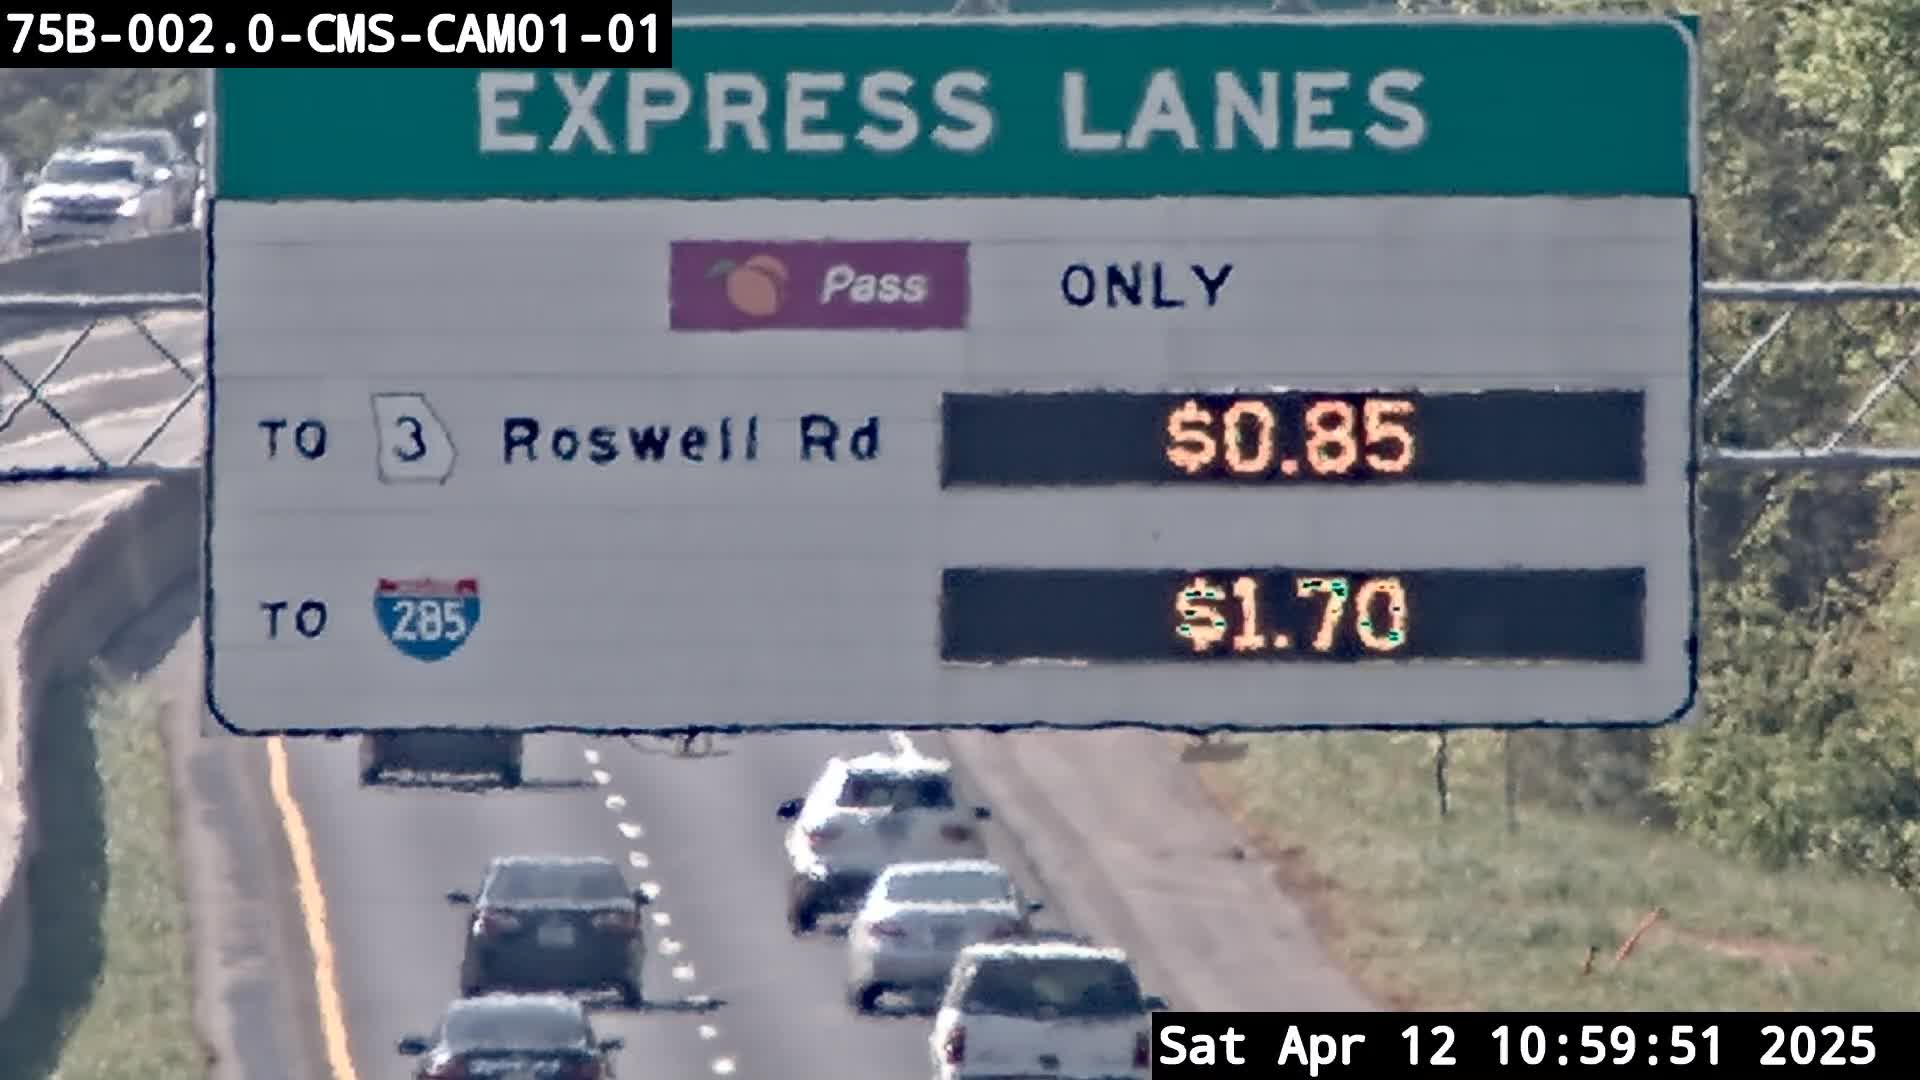 75B-002.0-CMS-CAM01-01
EXPRESS LANES
Pass ONLY
TO 3 Roswell Rd $0.85
TO 285 $1.70
Sat Apr 12 10:59:51 2025